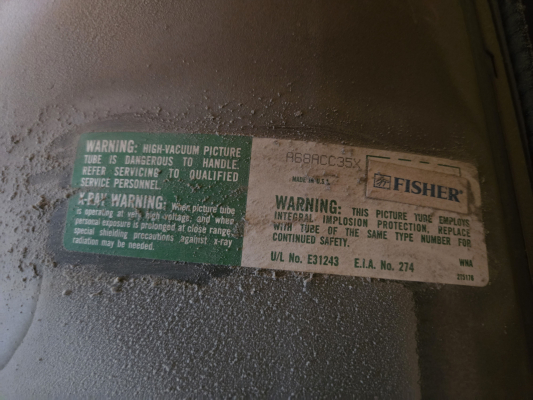 WARNING: HIGH-VACUUM PICTURE
TUBE IS DANGEROUS TO HANDLE.
REFER SERVICING TO QUALIFIED
SERVICE PERSONNEL.
X-RAY WARNING: When picture tube
is operating at very high voltage, and when
personal exposure is prolonged at close range,
special shielding precautions against x-ray
radiation may be needed.
A68ACC35X
MADE IN U.S.
FISHER
WARNING: THIS PICTURE TUBE EMPLOYS
INTEGRAL IMPLOSION PROTECTION. REPLACE
WITH TUBE OF THE SAME TYPE NUMBER FOR
CONTINUED SAFETY.
U/L No. E31243 E.I.A. No. 274
WNA